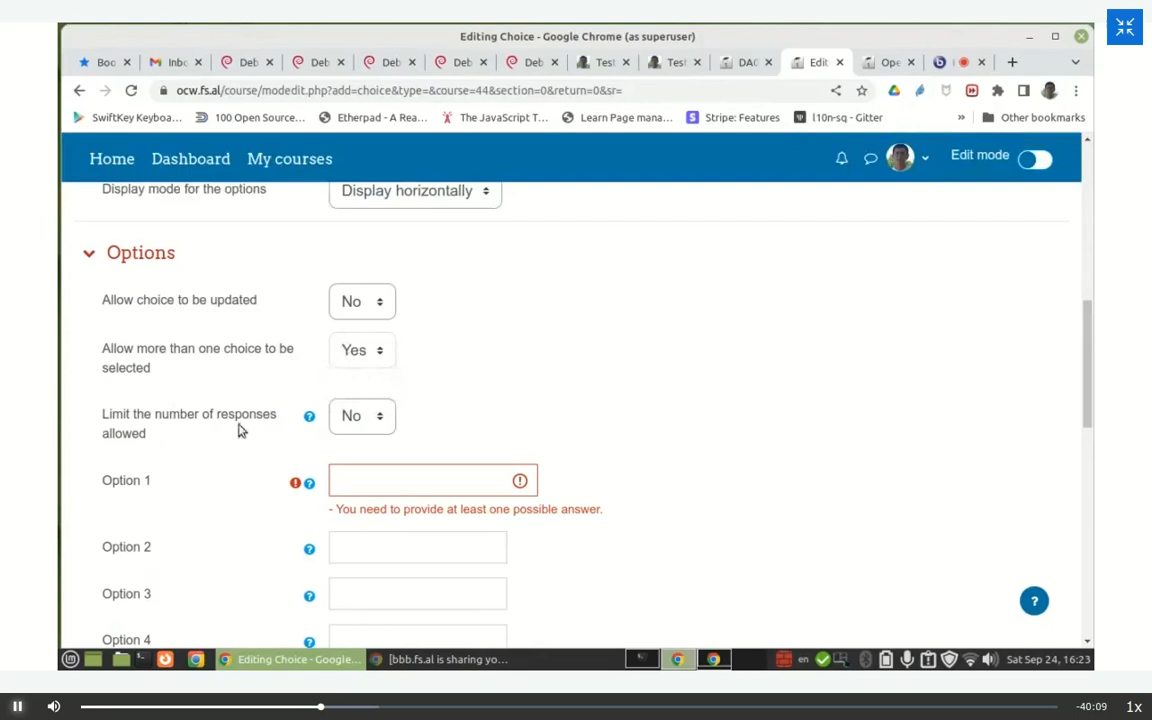 Editing Choice - Google Chrome (as superuser)
Boo Inbo Deb Deb Deb Deb Deb Test Test DA Edit Ope
ocw.fs.al/course/modedit.php?add=choice&type=&course=44&section=0&return=0&sr=
SwiftKey Keyboa... 100 Open Source... Etherpad - A Rea... The JavaScript T... Learn Page mana... Stripe: Features l10n-sq - Gitter » Other bookmarks
Home Dashboard My courses Edit mode
Display mode for the options Display horizontally
Options
Allow choice to be updated No
Allow more than one choice to be
selected Yes
Limit the number of responses
allowed No
Option 1
- You need to provide at least one possible answer.
Option 2
Option 3
Option 4
?
Editing Choice - Google... [bbb.fs.al is sharing yo... en Sat Sep 24, 16:23
-40:09 1x